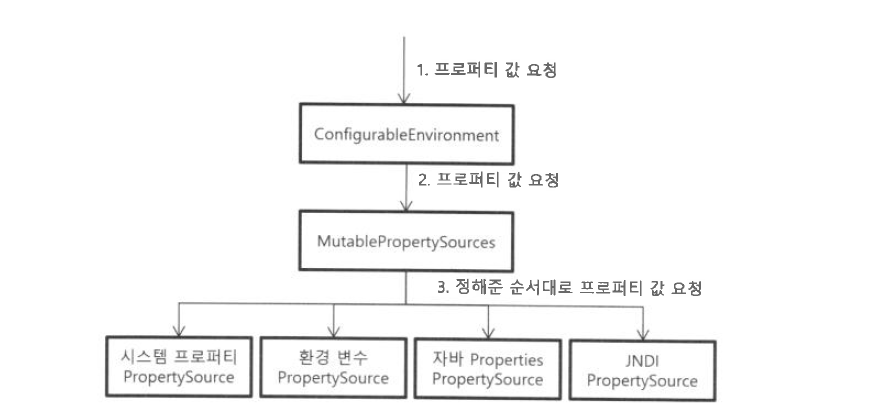 1. 프로퍼티 값 요청
ConfigurableEnvironment
2. 프로퍼티 값 요청
MutablePropertySources
3. 정해준 순서대로 프로퍼티 값 요청
시스템 프로퍼티
PropertySource
환경 변수
PropertySource
자바 Properties
PropertySource
JNDI
PropertySource